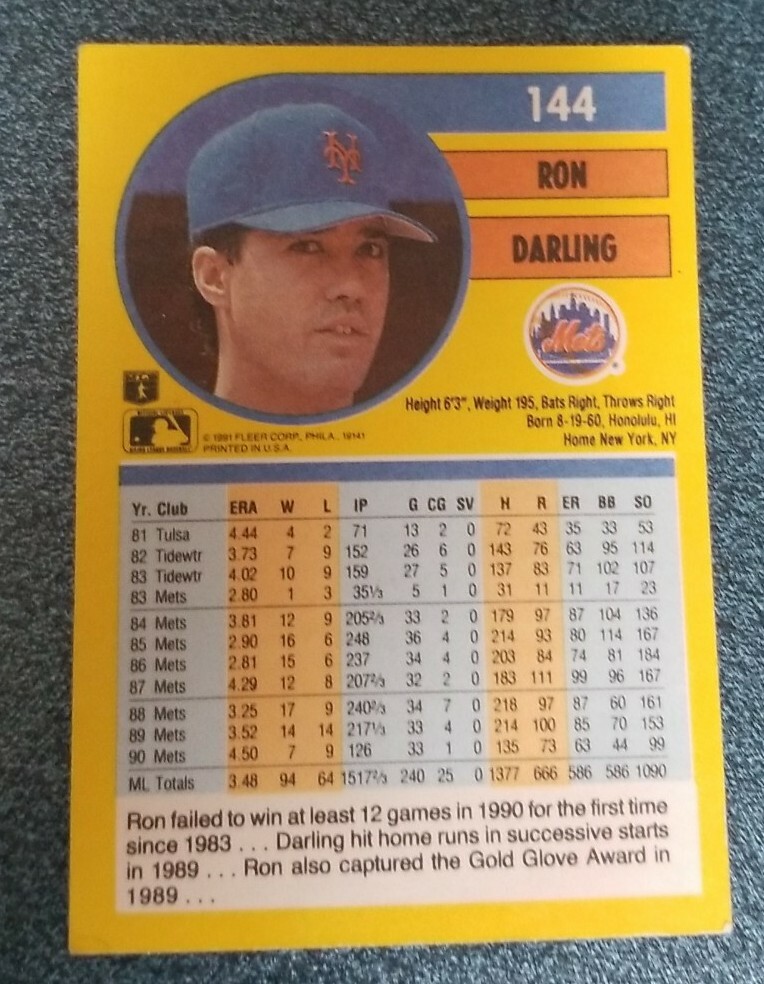 144
RON
DARLING
NY
Mets
Height 6'3", Weight 195, Bats Right, Throws Right
Born 8-19-60, Honolulu, HI
Home New York, NY
© 1991 FLEER CORP., PHILA., 19141
PRINTED IN U.S.A.
Yr. Club ERA W L IP G CG SV H R ER BB SO
81 Tulsa 4.44 4 2 71 13 2 0 72 43 35 33 53
82 Tidewtr 3.73 7 9 152 26 6 0 143 76 63 95 114
83 Tidewtr 4.02 10 9 159 27 5 0 137 83 71 102 107
83 Mets 2.80 1 3 35⅓ 5 1 0 31 11 11 17 23
84 Mets 3.81 12 9 205⅔ 33 2 0 179 97 87 104 136
85 Mets 2.90 16 6 248 36 4 0 214 93 80 114 167
86 Mets 2.81 15 6 237 34 4 0 203 84 74 81 184
87 Mets 4.29 12 8 207⅔ 32 2 0 183 111 99 96 167
88 Mets 3.25 17 9 240⅔ 34 7 0 218 97 87 60 161
89 Mets 3.52 14 14 217⅓ 33 4 0 214 100 85 70 153
90 Mets 4.50 7 9 126 33 1 0 135 73 63 44 99
ML Totals 3.48 94 64 1517⅔ 240 25 0 1377 666 586 586 1090
Ron failed to win at least 12 games in 1990 for the first time
since 1983 . . . Darling hit home runs in successive starts
in 1989 . . . Ron also captured the Gold Glove Award in
1989 . . .